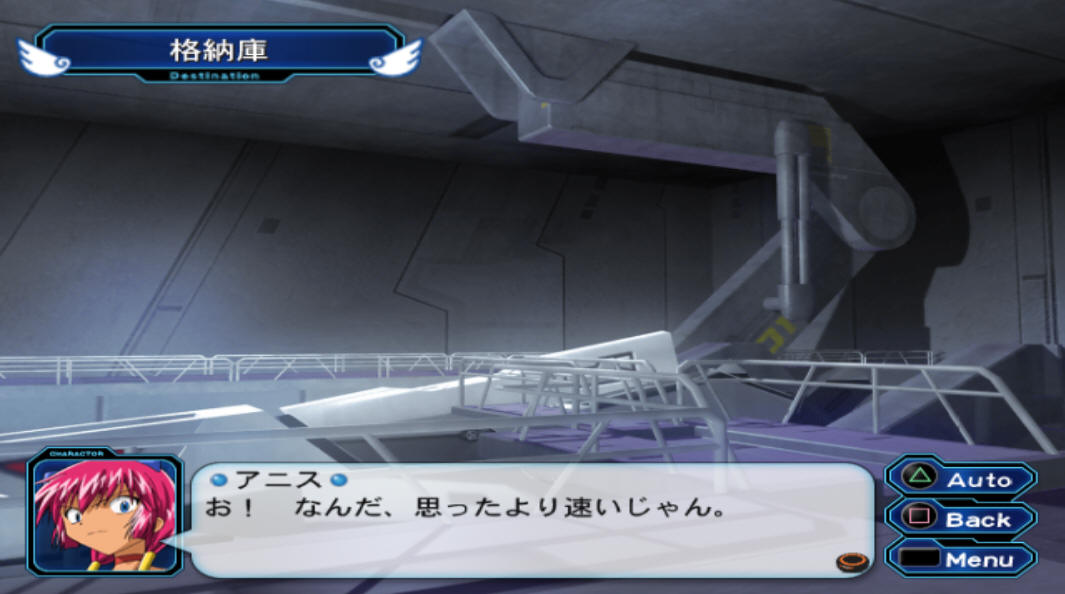 格納庫
Destination
CHARACTOR
アニス
お！　なんだ、思ったより速いじゃん。
Auto
Back
Menu